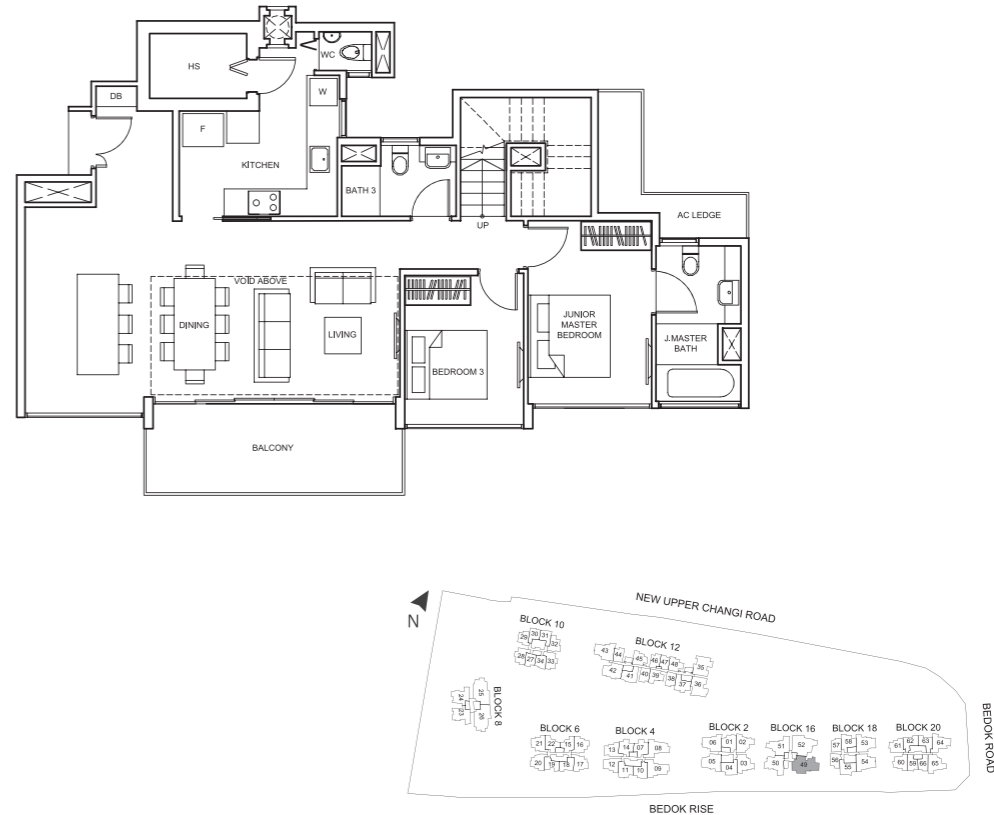 HS
WC
DB
W
F
KITCHEN
BATH 3
UP
AC LEDGE
VOID ABOVE
DINING
LIVING
JUNIOR
MASTER
BEDROOM
J.MASTER
BATH
BEDROOM 3
BALCONY
N
NEW UPPER CHANGI ROAD
BLOCK 10
29 30 31 32
28 27 34 33
BLOCK 12
43 44 45 46 47 48 35
42 41 40 39 38 37 36
BLOCK 8
24 25
23 26
BLOCK 6
21 22 15 16
20 19 18 17
BLOCK 4
13 14 07 08
12 11 10 09
BLOCK 2
06 01 02
05 04 03
BLOCK 16
51 52
50 49
BLOCK 18
57 58 53
56 55 54
BLOCK 20
61 62 63 64
60 59 66 65
BEDOK ROAD
BEDOK RISE